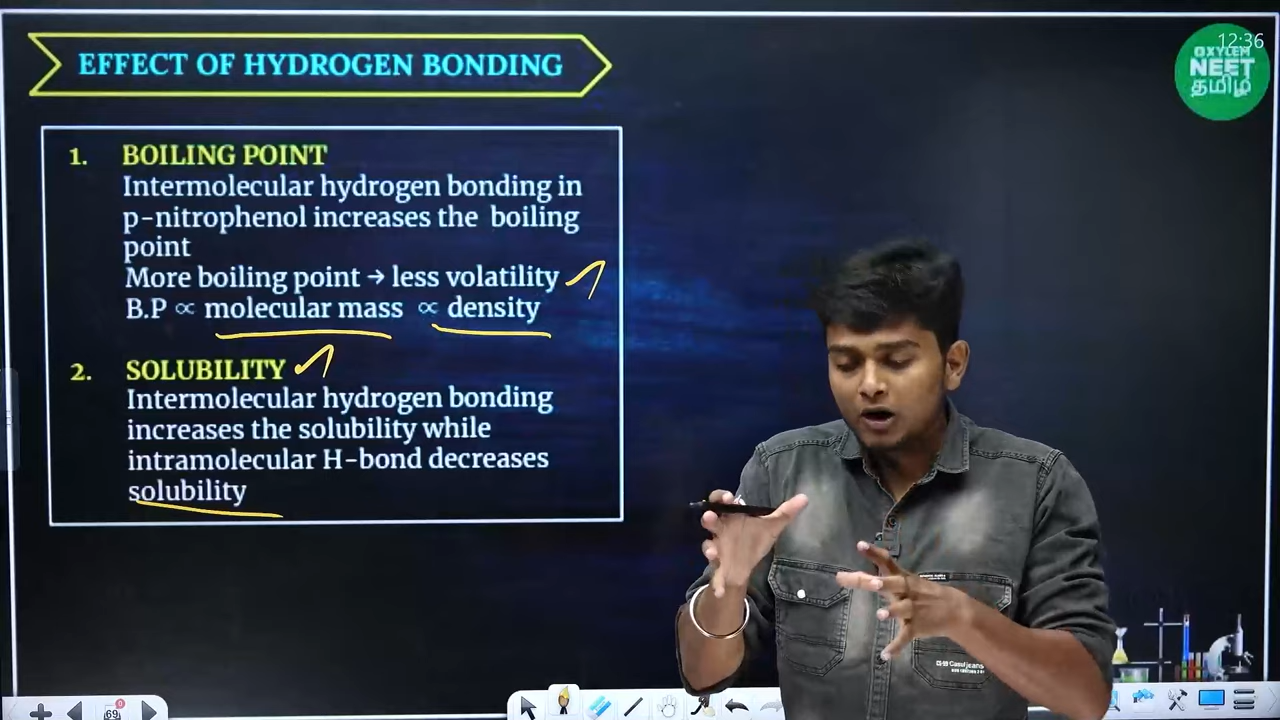 EFFECT OF HYDROGEN BONDING
12:36
OXYLEM
NEET
தமிழ்
1. BOILING POINT
Intermolecular hydrogen bonding in
p-nitrophenol increases the boiling
point
More boiling point → less volatility
B.P ∝ molecular mass ∝ density
2. SOLUBILITY
Intermolecular hydrogen bonding
increases the solubility while
intramolecular H-bond decreases
solubility
Casuljeans
69